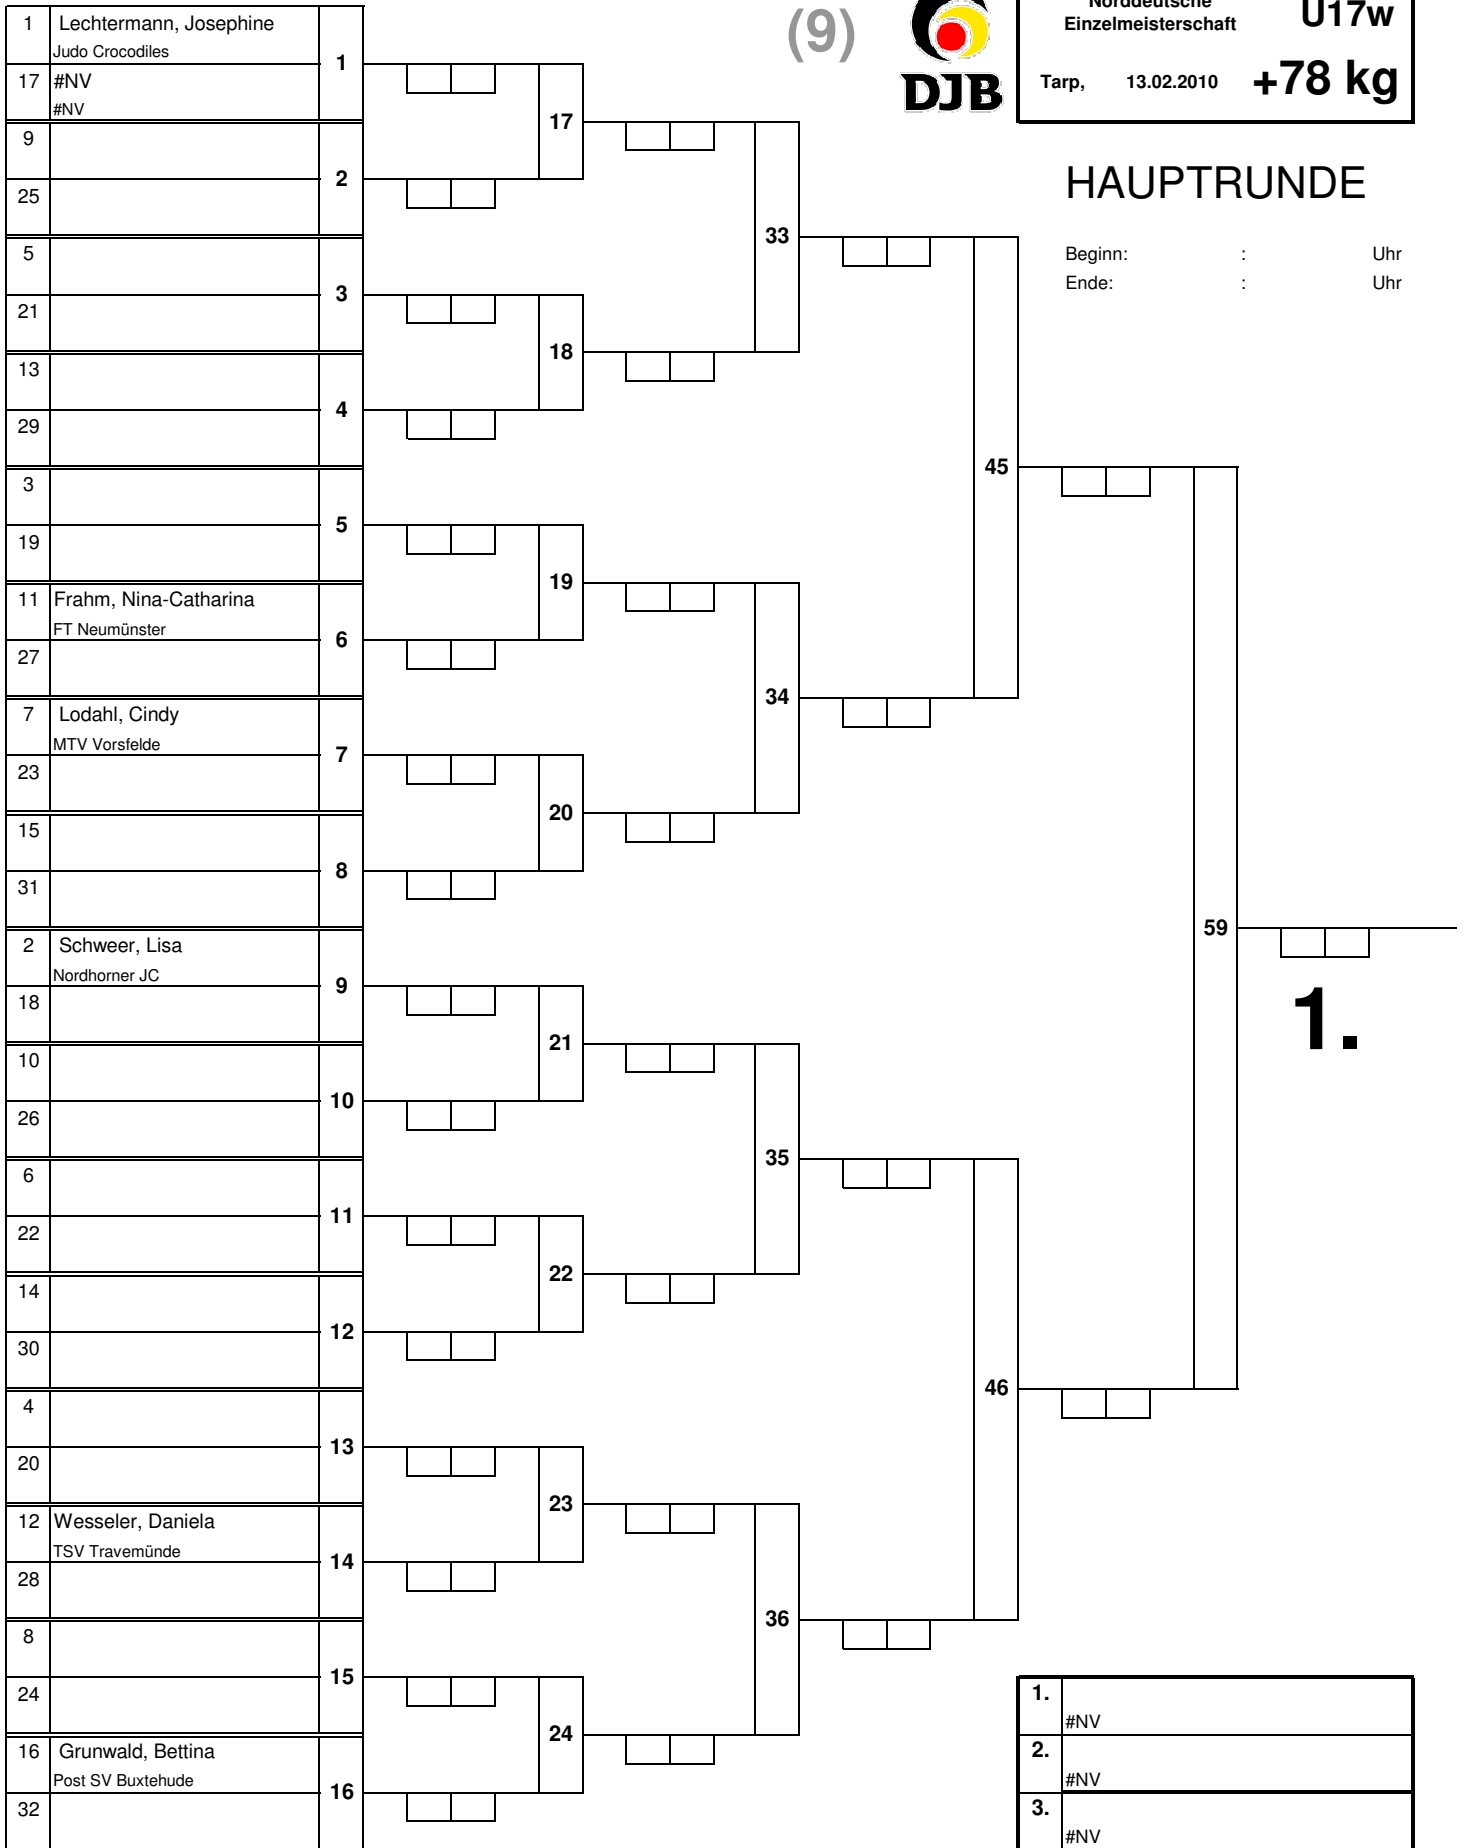 (9)
DJB
Norddeutsche
Einzelmeisterschaft
U17w
Tarp, 13.02.2010 +78 kg
HAUPTRUNDE
Beginn: : Uhr
Ende: : Uhr
1 Lechtermann, Josephine
Judo Crocodiles
1
17 #NV
#NV
17
9
2
25
33
5
3
21
18
13
4
29
45
3
5
19
19
11 Frahm, Nina-Catharina
FT Neumünster
6
27
34
7 Lodahl, Cindy
MTV Vorsfelde
7
23
20
15
8
31
59
2 Schweer, Lisa
Nordhorner JC
9
18
1.
21
10
10
26
35
6
11
22
22
14
12
30
46
4
13
20
23
12 Wesseler, Daniela
TSV Travemünde
14
28
36
8
15
24
24
16 Grunwald, Bettina
Post SV Buxtehude
16
32
1.
#NV
2.
#NV
3.
#NV